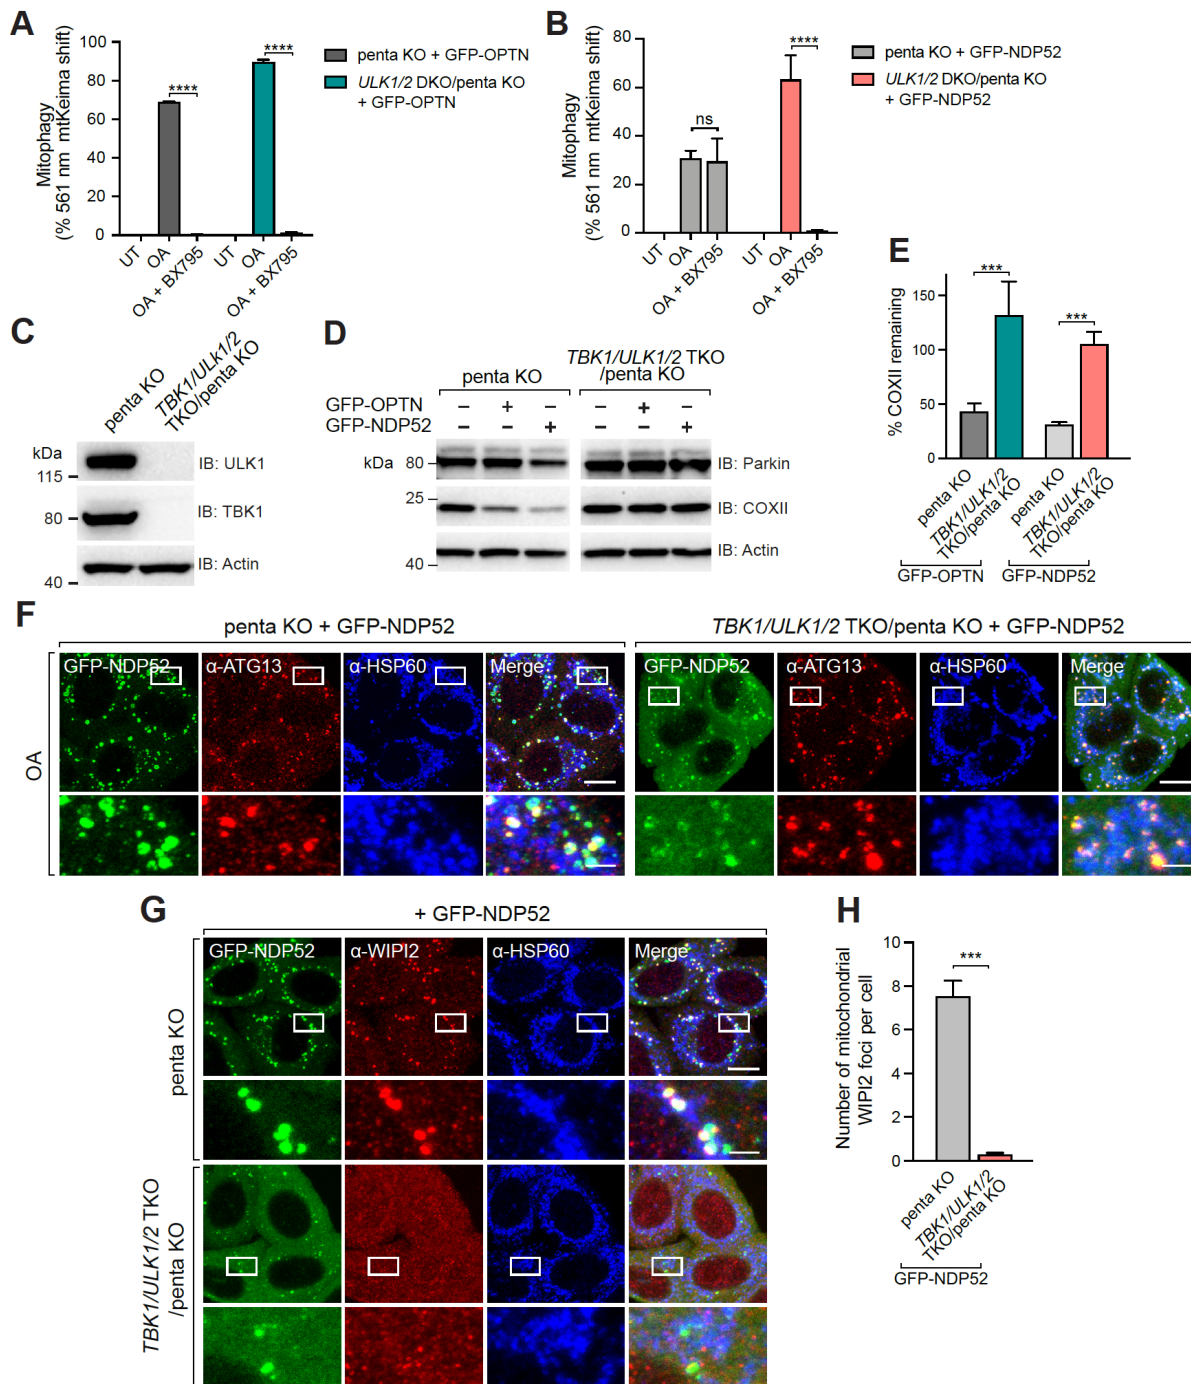 A
Mitophagy
(% 561 nm mtKeima shift)
100
80
60
40
20
0
****
****
UT
OA
OA + BX795
UT
OA
OA + BX795
penta KO + GFP-OPTN
ULK1/2 DKO/penta KO
+ GFP-OPTN
B
Mitophagy
(% 561 nm mtKeima shift)
80
60
40
20
0
ns
****
UT
OA
OA + BX795
UT
OA
OA + BX795
penta KO + GFP-NDP52
ULK1/2 DKO/penta KO
+ GFP-NDP52
C
penta KO
TBK1/ULK1/2
TKO/penta KO
kDa
115
80
40
IB: ULK1
IB: TBK1
IB: Actin
D
penta KO
TBK1/ULK1/2 TKO
/penta KO
GFP-OPTN – + – – + –
GFP-NDP52 – – + – – +
kDa
80
25
40
IB: Parkin
IB: COXII
IB: Actin
E
% COXII remaining
150
100
50
0
***
***
penta KO
TBK1/ULK1/2
TKO/penta KO
penta KO
TBK1/ULK1/2
TKO/penta KO
GFP-OPTN
GFP-NDP52
F
penta KO + GFP-NDP52
TBK1/ULK1/2 TKO/penta KO + GFP-NDP52
GFP-NDP52 α-ATG13 α-HSP60 Merge
GFP-NDP52 α-ATG13 α-HSP60 Merge
OA
G
+ GFP-NDP52
GFP-NDP52 α-WIPI2 α-HSP60 Merge
penta KO
TBK1/ULK1/2 TKO
/penta KO
H
Number of mitochondrial
WIPI2 foci per cell
10
8
6
4
2
0
***
penta KO
TBK1/ULK1/2
TKO/penta KO
GFP-NDP52